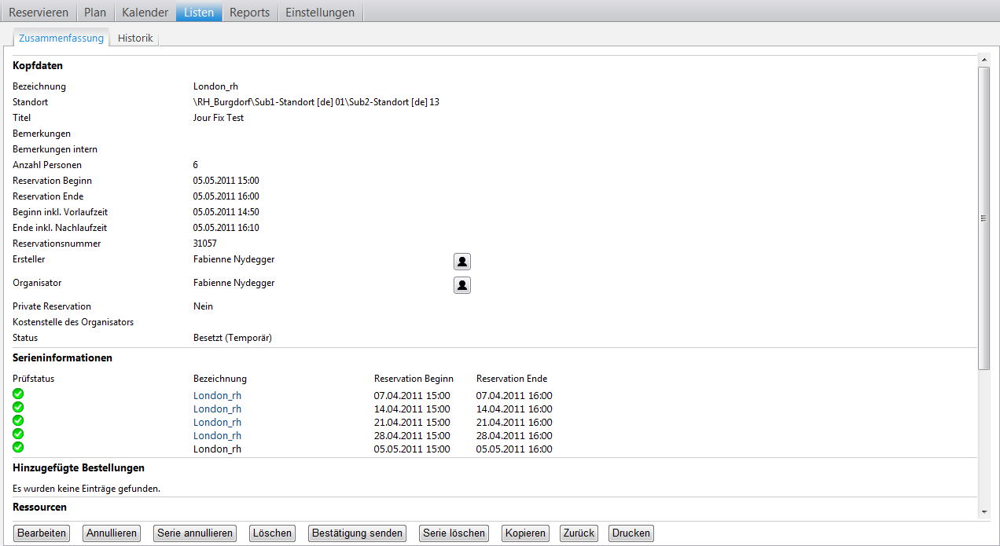 Reservieren Plan Kalender Listen Reports Einstellungen
Zusammenfassung Historik
Kopfdaten
Bezeichnung London_rh
Standort \RH_Burgdorf\Sub1-Standort [de] 01\Sub2-Standort [de] 13
Titel Jour Fix Test
Bemerkungen
Bemerkungen intern
Anzahl Personen 6
Reservation Beginn 05.05.2011 15:00
Reservation Ende 05.05.2011 16:00
Beginn inkl. Vorlaufzeit 05.05.2011 14:50
Ende inkl. Nachlaufzeit 05.05.2011 16:10
Reservationsnummer 31057
Ersteller Fabienne Nydegger
Organisator Fabienne Nydegger
Private Reservation Nein
Kostenstelle des Organisators
Status Besetzt (Temporär)
Serieninformationen
Prüfstatus Bezeichnung Reservation Beginn Reservation Ende
London_rh 07.04.2011 15:00 07.04.2011 16:00
London_rh 14.04.2011 15:00 14.04.2011 16:00
London_rh 21.04.2011 15:00 21.04.2011 16:00
London_rh 28.04.2011 15:00 28.04.2011 16:00
London_rh 05.05.2011 15:00 05.05.2011 16:00
Hinzugefügte Bestellungen
Es wurden keine Einträge gefunden.
Ressourcen
Bearbeiten Annullieren Serie annullieren Löschen Bestätigung senden Serie löschen Kopieren Zurück Drucken